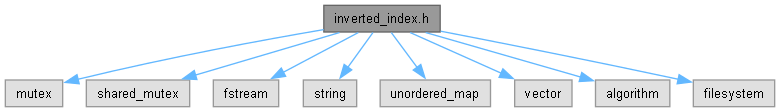 inverted_index.h
mutex
shared_mutex
fstream
string
unordered_map
vector
algorithm
filesystem